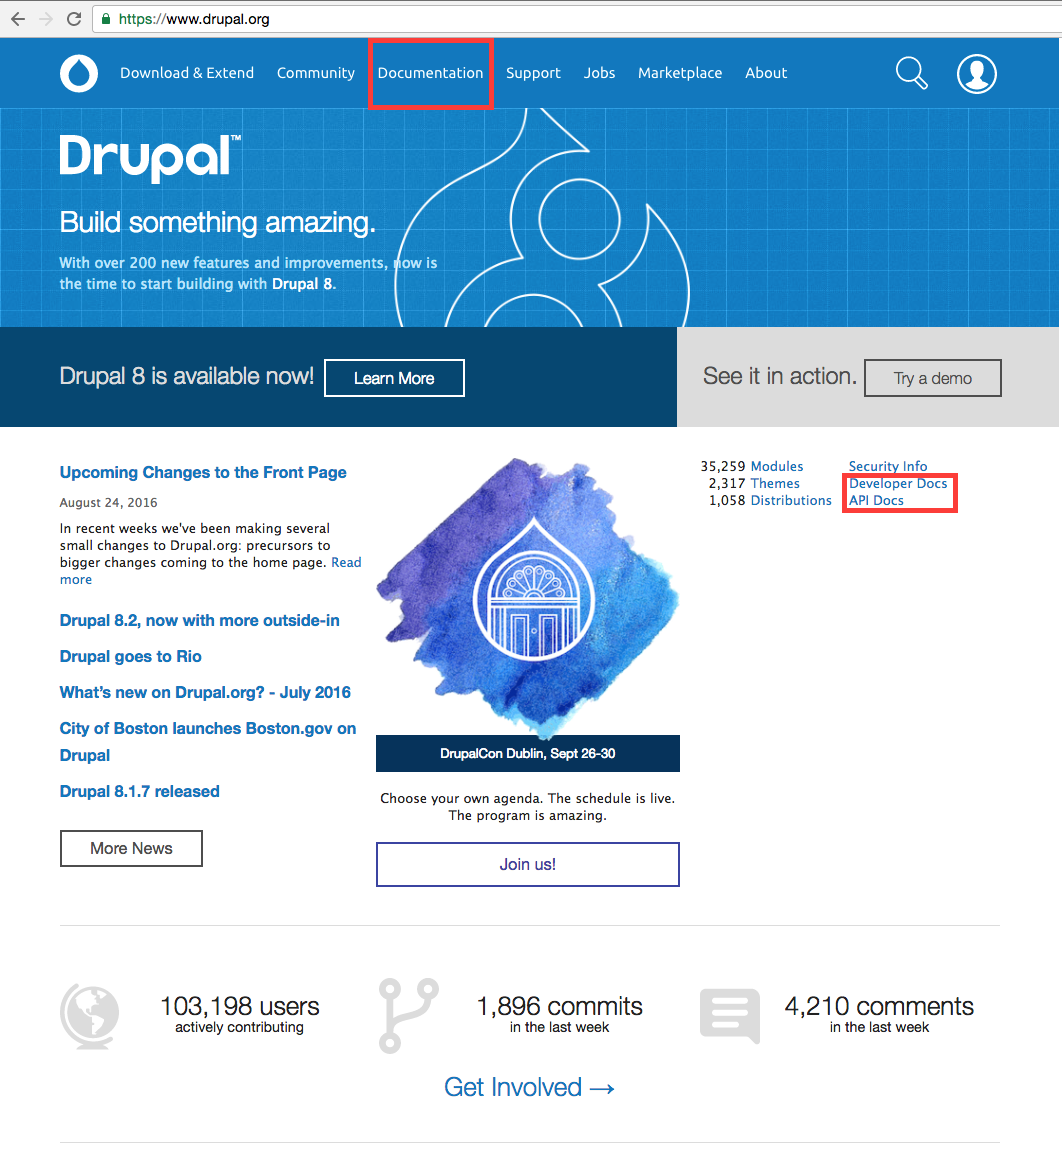 https://www.drupal.org
Download & Extend Community Documentation Support Jobs Marketplace About
Drupal™
Build something amazing.
With over 200 new features and improvements, now is
the time to start building with Drupal 8.
Drupal 8 is available now! Learn More
See it in action. Try a demo
Upcoming Changes to the Front Page
August 24, 2016
In recent weeks we've been making several
small changes to Drupal.org: precursors to
bigger changes coming to the home page. Read
more
Drupal 8.2, now with more outside-in
Drupal goes to Rio
What’s new on Drupal.org? - July 2016
City of Boston launches Boston.gov on
Drupal
Drupal 8.1.7 released
More News
DrupalCon Dublin, Sept 26-30
Choose your own agenda. The schedule is live.
The program is amazing.
Join us!
35,259 Modules
2,317 Themes
1,058 Distributions
Security Info
Developer Docs
API Docs
103,198 users
actively contributing
1,896 commits
in the last week
4,210 comments
in the last week
Get Involved →